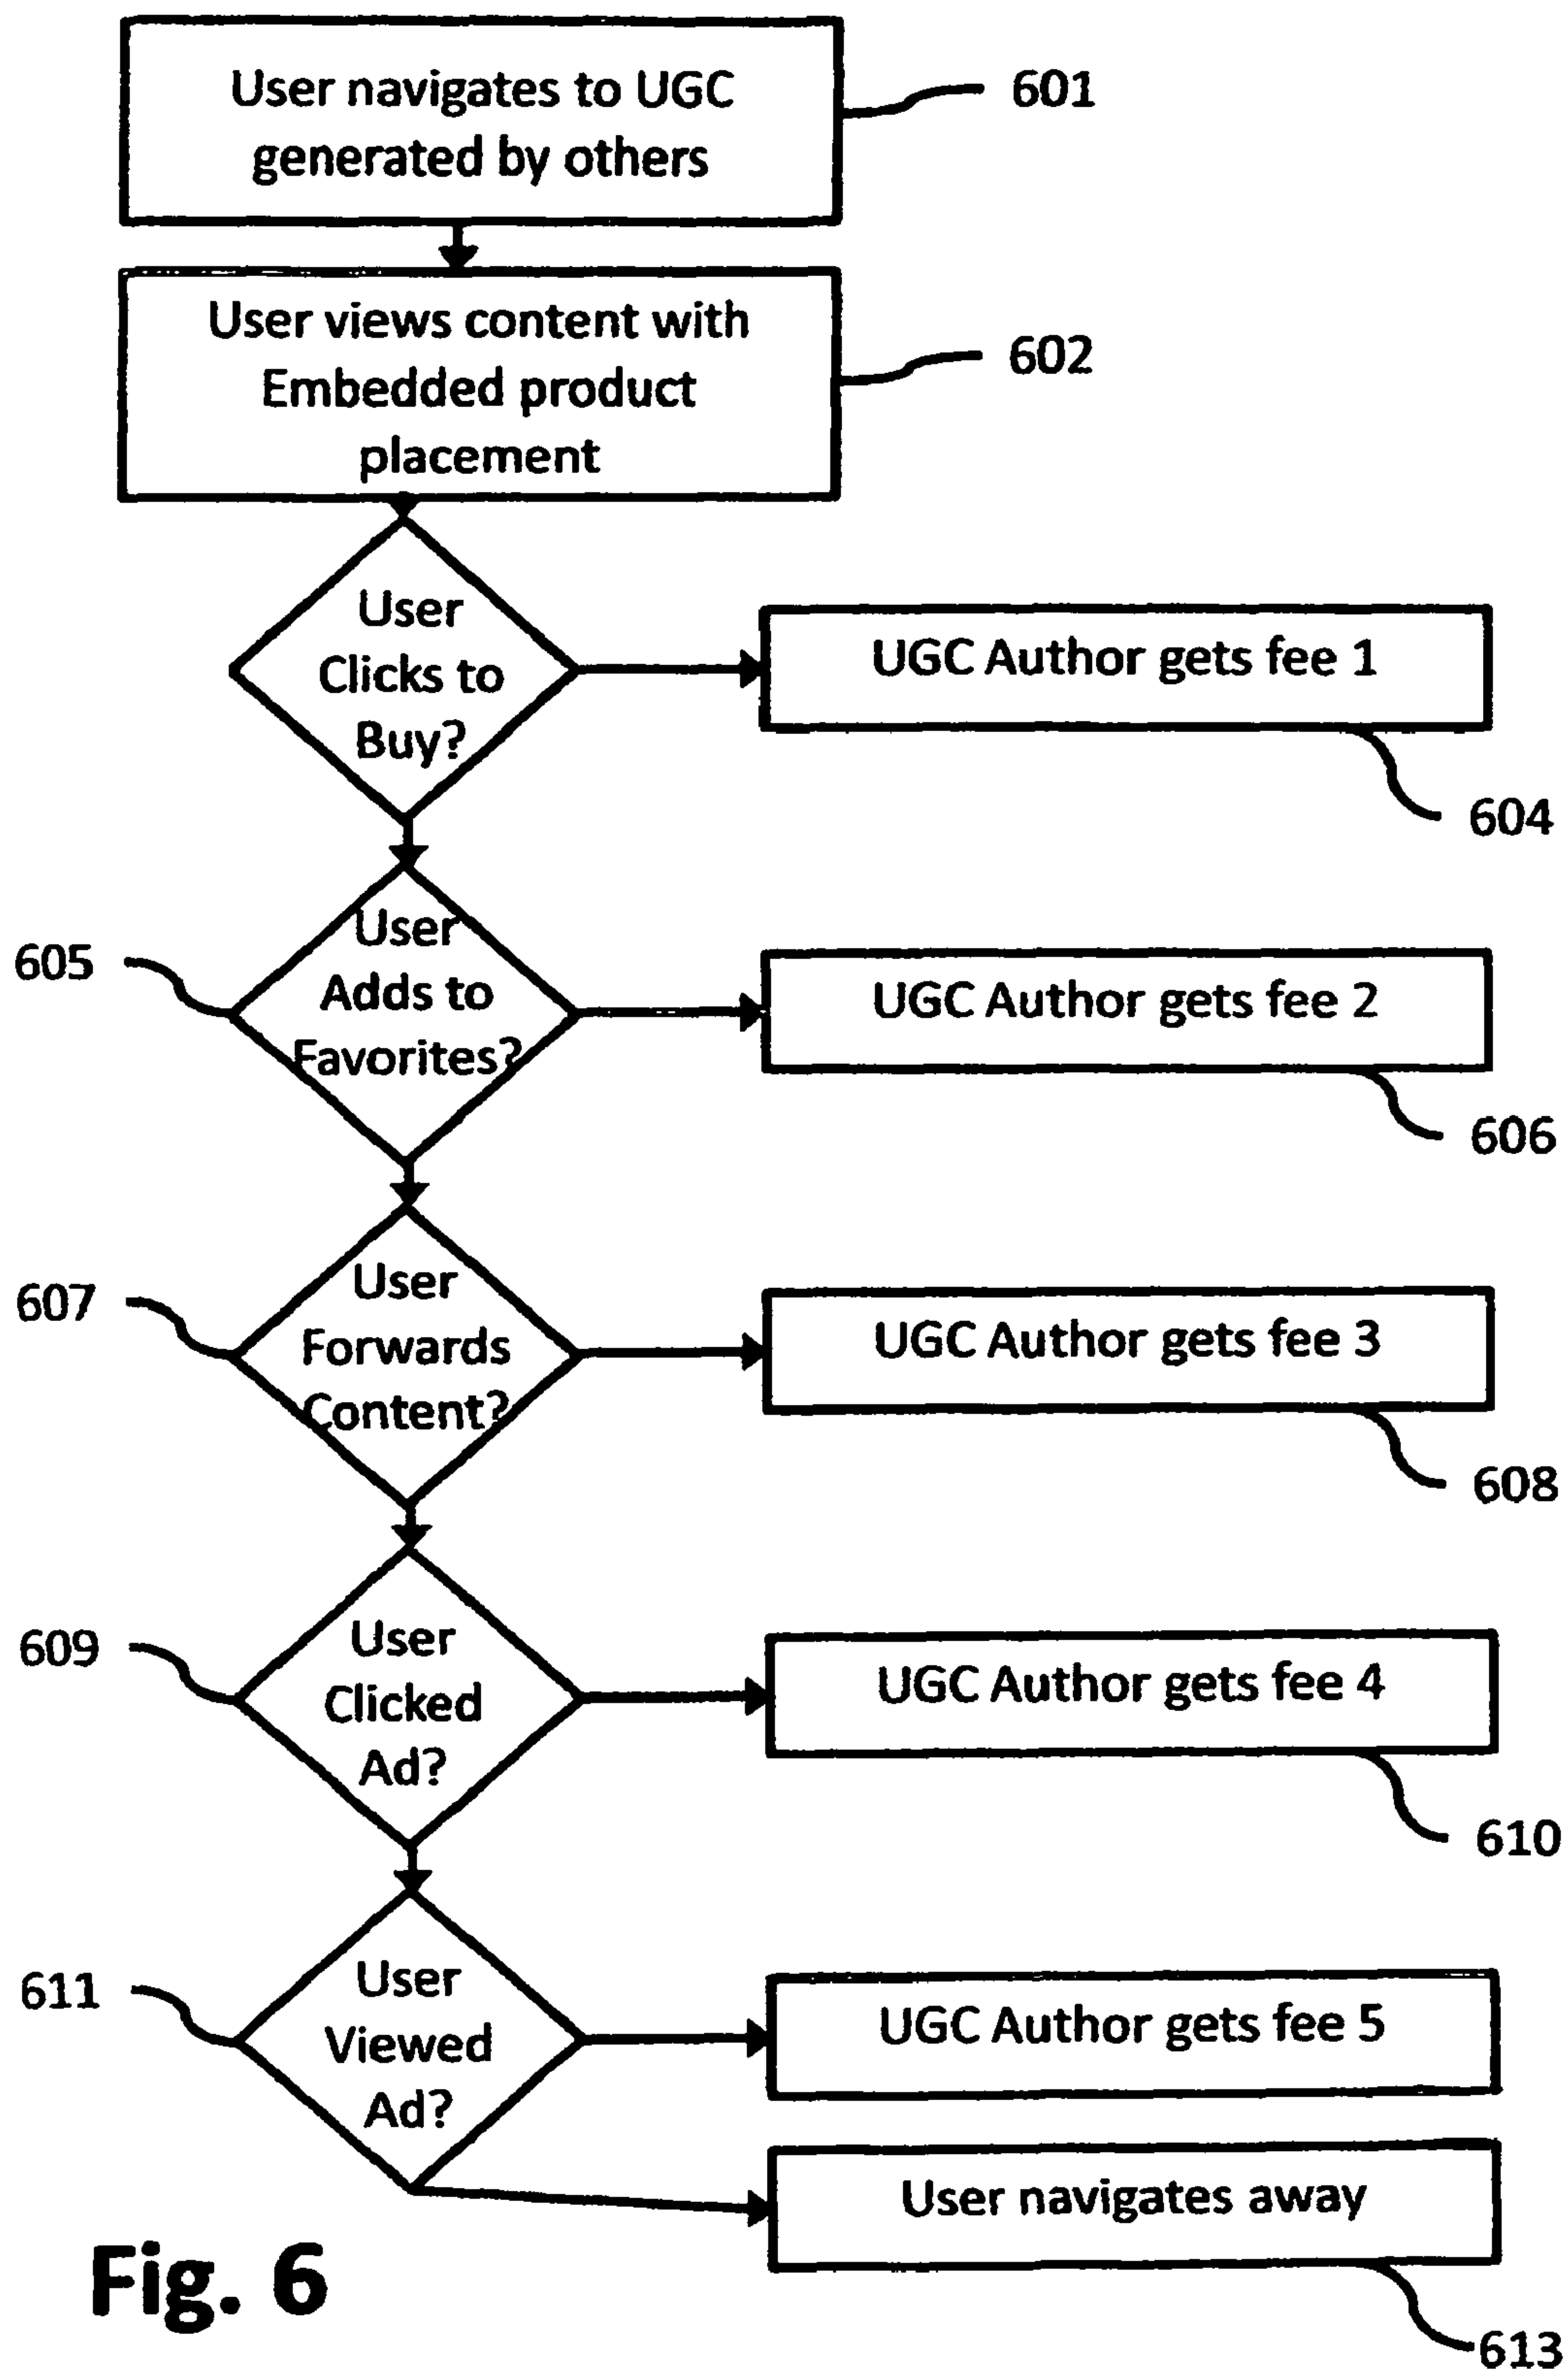 User navigates to UGC
generated by others
601
User views content with
Embedded product
placement
602
User
Clicks to
Buy?
UGC Author gets fee 1
604
605
User
Adds to
Favorites?
UGC Author gets fee 2
606
607
User
Forwards
Content?
UGC Author gets fee 3
608
609
User
Clicked
Ad?
UGC Author gets fee 4
610
611
User
Viewed
Ad?
UGC Author gets fee 5
User navigates away
613
Fig. 6